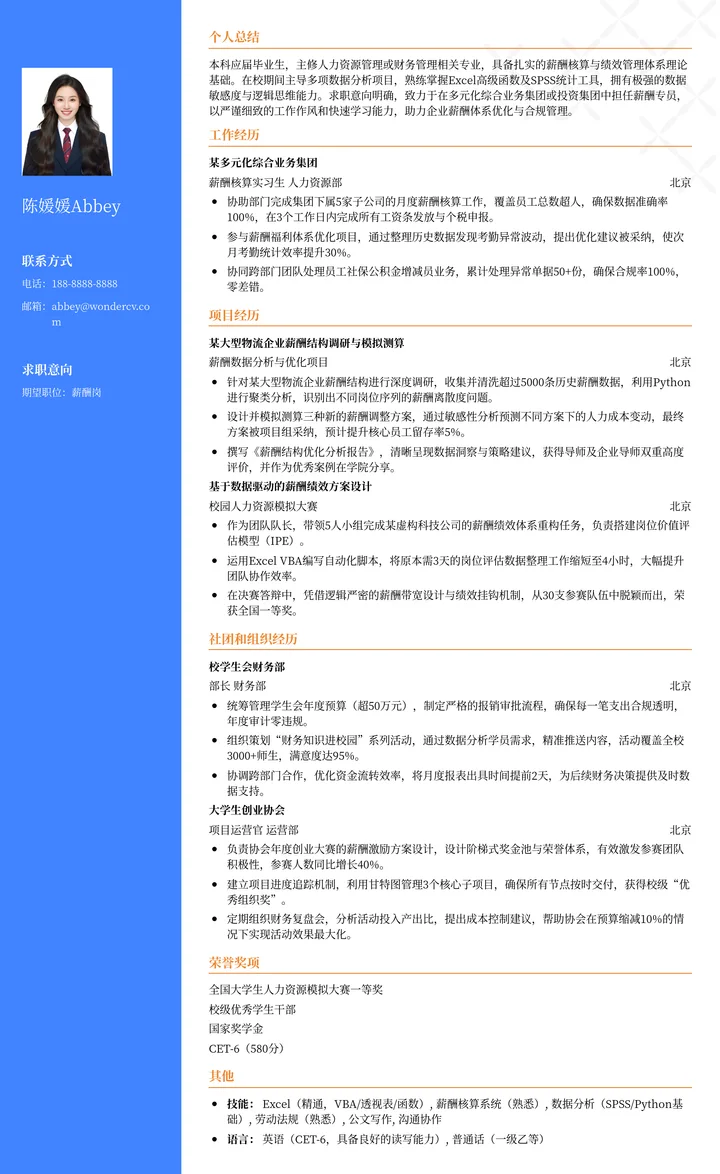 陈媛媛Abbey
联系方式
电话：188-8888-8888
邮箱：abbey@wondercv.co
m
求职意向
期望职位：薪酬岗
个人总结
本科应届毕业生，主修人力资源管理或财务管理相关专业，具备扎实的薪酬核算与绩效管理体系理论
基础。在校期间主导多项数据分析项目，熟练掌握Excel高级函数及SPSS统计工具，拥有极强的数据
敏感度与逻辑思维能力。求职意向明确，致力于在多元化综合业务集团或投资集团中担任薪酬专员，
以严谨细致的工作作风和快速学习能力，助力企业薪酬体系优化与合规管理。
工作经历
某多元化综合业务集团
薪酬核算实习生 人力资源部 北京
● 协助部门完成集团下属5家子公司的月度薪酬核算工作，覆盖员工总数超人，确保数据准确率
100%，在3个工作日内完成所有工资条发放与个税申报。
● 参与薪酬福利体系优化项目，通过整理历史数据发现考勤异常波动，提出优化建议被采纳，使次
月考勤统计效率提升30%。
● 协同跨部门团队处理员工社保公积金增减员业务，累计处理异常单据50+份，确保合规率100%，
零差错。
项目经历
某大型物流企业薪酬结构调研与模拟测算
薪酬数据分析与优化项目 北京
● 针对某大型物流企业薪酬结构进行深度调研，收集并清洗超过5000条历史薪酬数据，利用Python
进行聚类分析，识别出不同岗位序列的薪酬离散度问题。
● 设计并模拟测算三种新的薪酬调整方案，通过敏感性分析预测不同方案下的人力成本变动，最终
方案被项目组采纳，预计提升核心员工留存率5%。
● 撰写《薪酬结构优化分析报告》，清晰呈现数据洞察与策略建议，获得导师及企业导师双重高度
评价，并作为优秀案例在学院分享。
基于数据驱动的薪酬绩效方案设计
校园人力资源模拟大赛 北京
● 作为团队队长，带领5人小组完成某虚构科技公司的薪酬绩效体系重构任务，负责搭建岗位价值评
估模型（IPE）。
● 运用Excel VBA编写自动化脚本，将原本需3天的岗位评估数据整理工作缩短至4小时，大幅提升
团队协作效率。
● 在决赛答辩中，凭借逻辑严密的薪酬带宽设计与绩效挂钩机制，从30支参赛队伍中脱颖而出，荣
获全国一等奖。
社团和组织经历
校学生会财务部
部长 财务部 北京
● 统筹管理学生会年度预算（超50万元），制定严格的报销审批流程，确保每一笔支出合规透明，
年度审计零违规。
● 组织策划“财务知识进校园”系列活动，通过数据分析学员需求，精准推送内容，活动覆盖全校
3000+师生，满意度达95%。
● 协调跨部门合作，优化资金流转效率，将月度报表出具时间提前2天，为后续财务决策提供及时数
据支持。
大学生创业协会
项目运营官 运营部 北京
● 负责协会年度创业大赛的薪酬激励方案设计，设计阶梯式奖金池与荣誉体系，有效激发参赛团队
积极性，参赛人数同比增长40%。
● 建立项目进度追踪机制，利用甘特图管理3个核心子项目，确保所有节点按时交付，获得校级“优
秀组织奖”。
● 定期组织财务复盘会，分析活动投入产出比，提出成本控制建议，帮助协会在预算缩减10%的情
况下实现活动效果最大化。
荣誉奖项
全国大学生人力资源模拟大赛一等奖
校级优秀学生干部
国家奖学金
CET-6（580分）
其他
● 技能： Excel（精通，VBA/透视表/函数）, 薪酬核算系统（熟悉）, 数据分析（SPSS/Python基
础）, 劳动法规（熟悉）, 公文写作, 沟通协作
● 语言： 英语（CET-6，具备良好的读写能力）, 普通话（一级乙等）